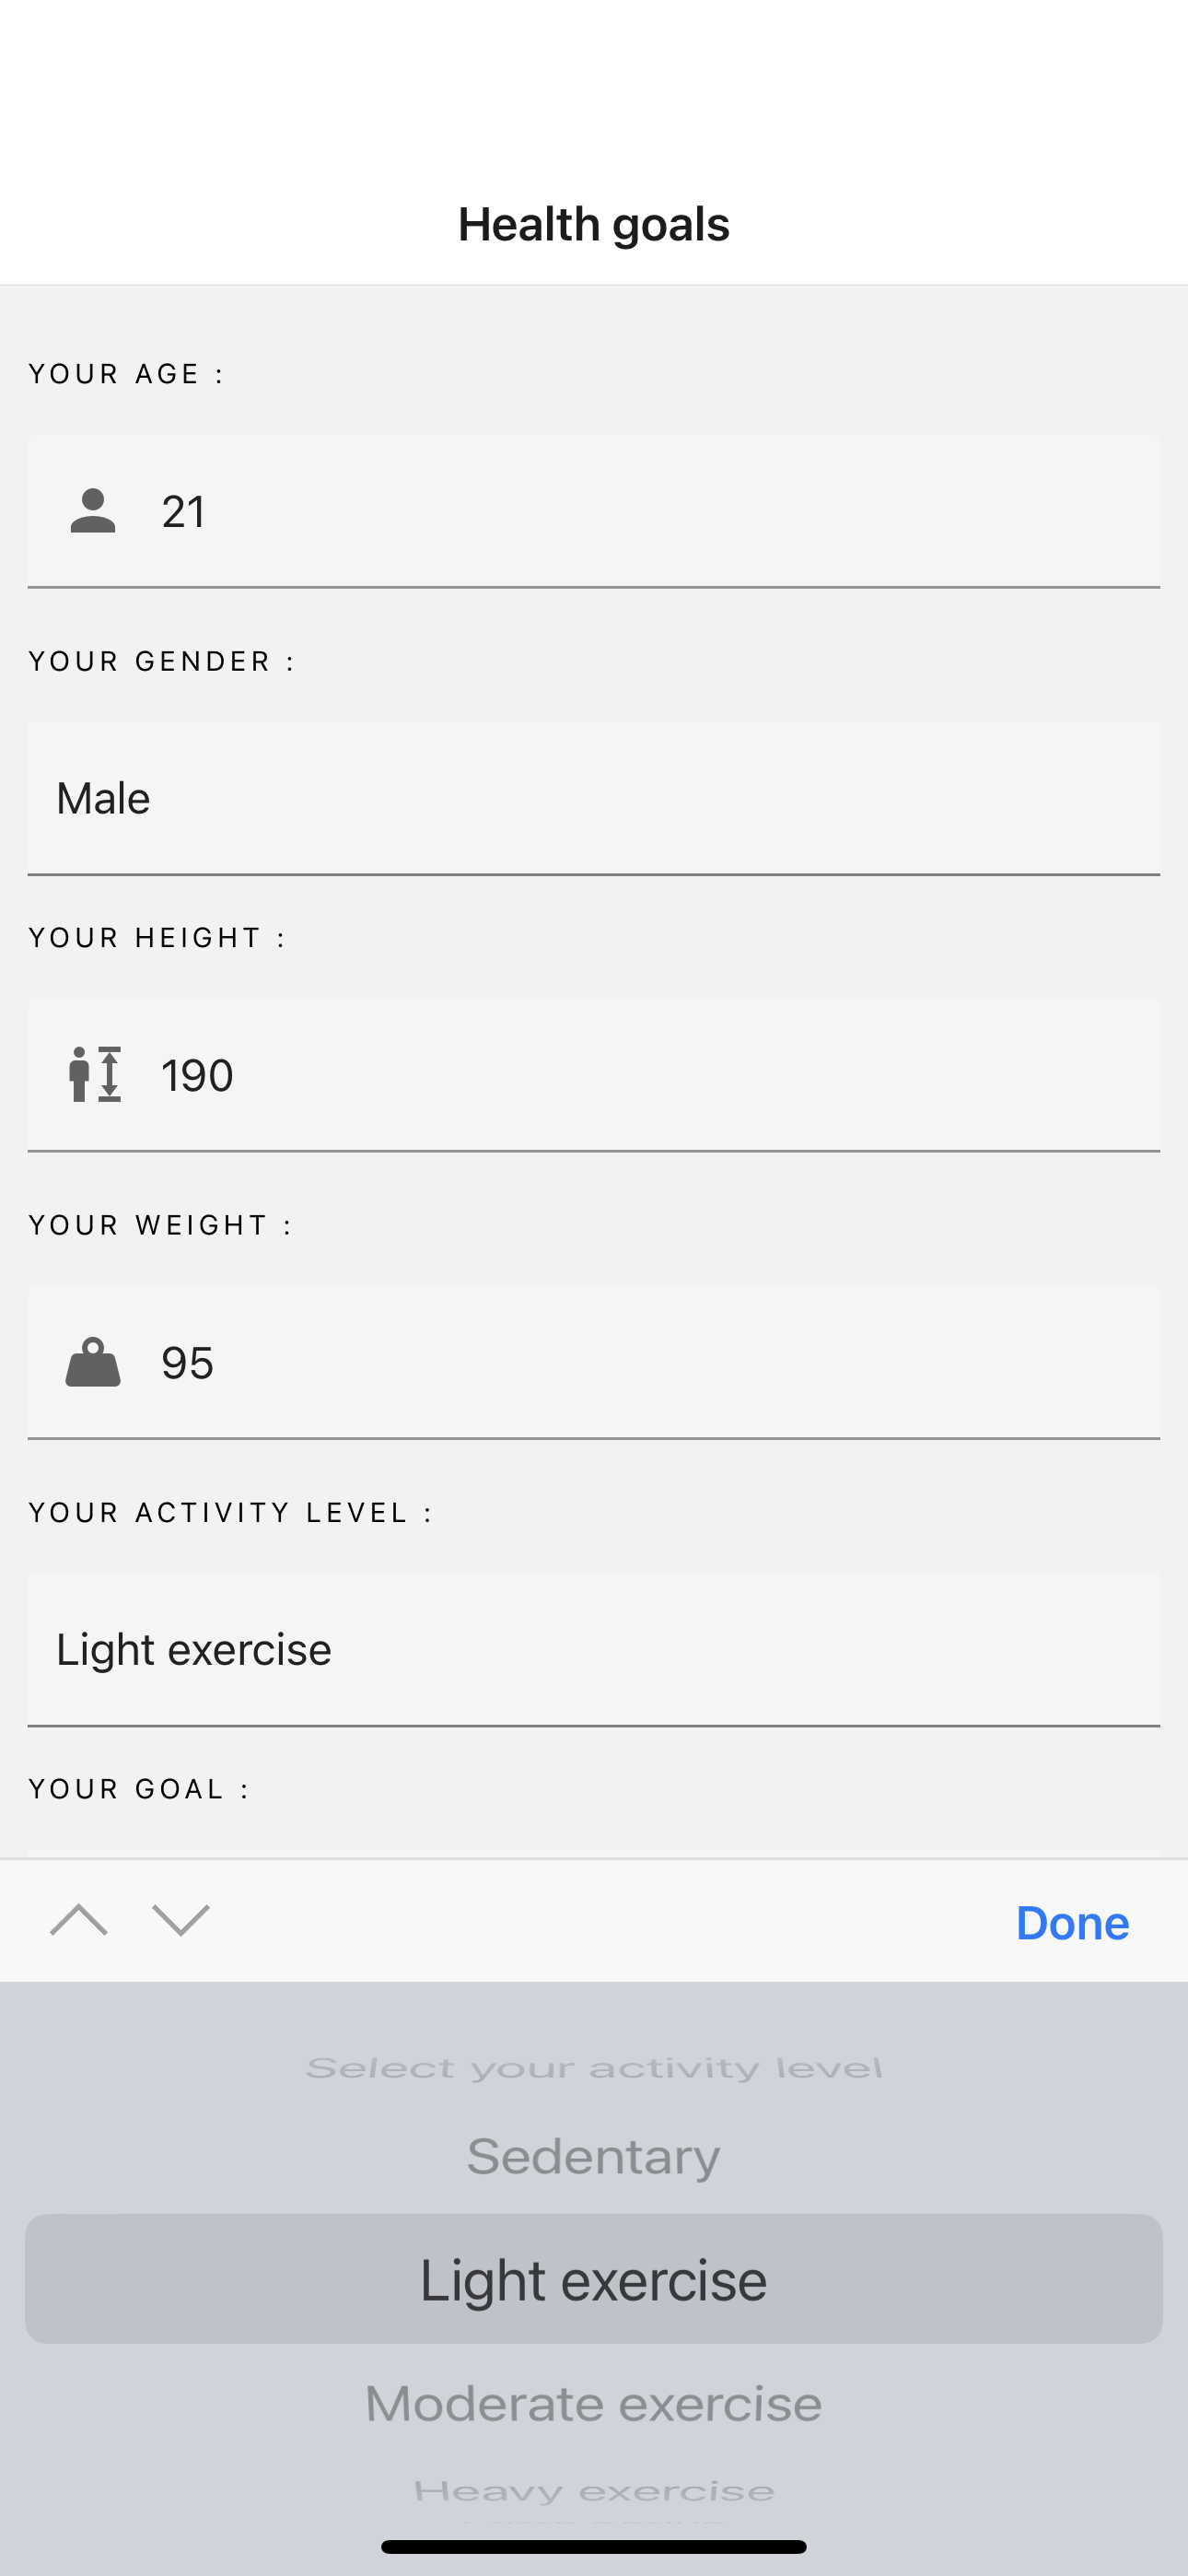 Health goals
YOUR AGE :
21
YOUR GENDER :
Male
YOUR HEIGHT :
190
YOUR WEIGHT :
95
YOUR ACTIVITY LEVEL :
Light exercise
YOUR GOAL :
Done
Select your activity level
Sedentary
Light exercise
Moderate exercise
Heavy exercise